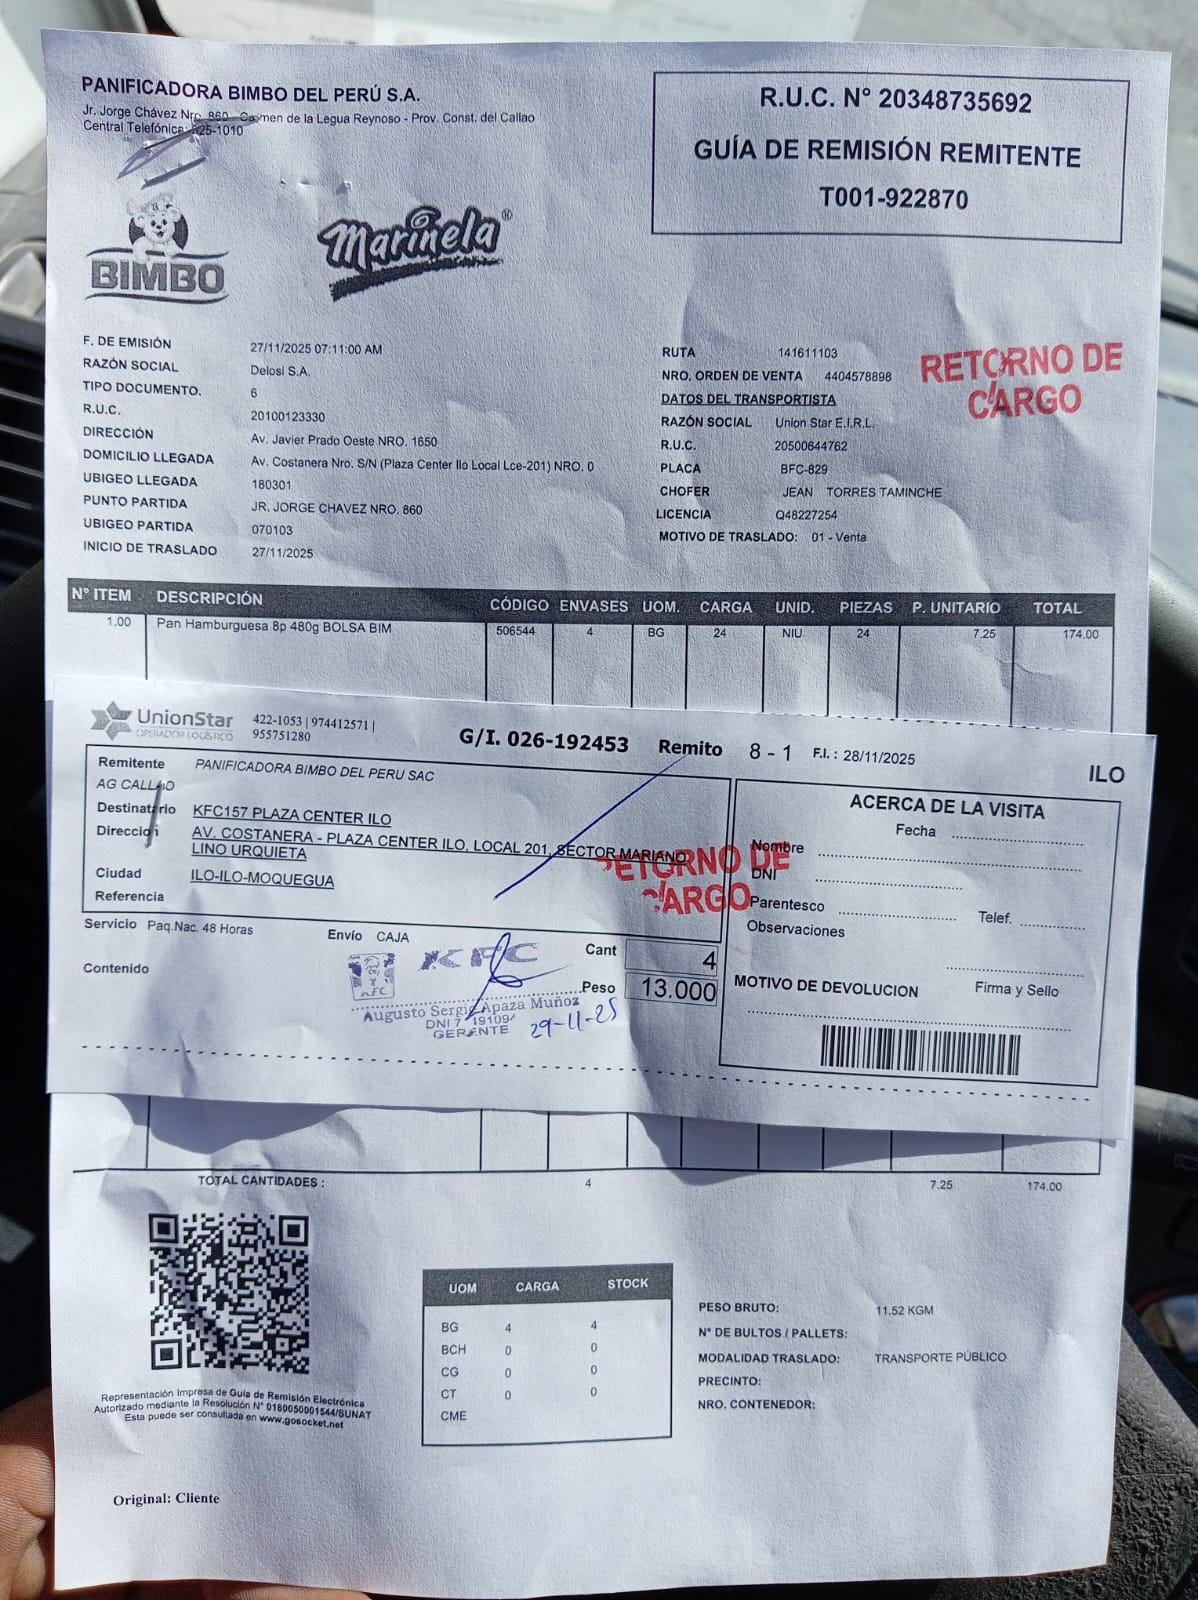 PANIFICADORA BIMBO DEL PERÚ S.A.
Jr. Jorge Chávez Nro. 860 - Carmen de la Legua Reynoso - Prov. Const. del Callao
Central Telefónica: 525-1010
BIMBO
Marinela®
R.U.C. N° 20348735692
GUÍA DE REMISIÓN REMITENTE
T001-922870
F. DE EMISIÓN 27/11/2025 07:11:00 AM
RAZÓN SOCIAL Delosi S.A.
TIPO DOCUMENTO. 6
R.U.C. 20100123330
DIRECCIÓN Av. Javier Prado Oeste NRO. 1650
DOMICILIO LLEGADA Av. Costanera Nro. S/N (Plaza Center Ilo Local Lce-201) NRO. 0
UBIGEO LLEGADA 180301
PUNTO PARTIDA JR. JORGE CHAVEZ NRO. 860
UBIGEO PARTIDA 070103
INICIO DE TRASLADO 27/11/2025
RUTA 141611103
NRO. ORDEN DE VENTA 4404578898
DATOS DEL TRANSPORTISTA
RAZÓN SOCIAL Union Star E.I.R.L.
R.U.C. 20500644762
PLACA BFC-829
CHOFER JEAN TORRES TAMINCHE
LICENCIA Q48227254
MOTIVO DE TRASLADO: 01 - Venta
RETORNO DE
CARGO
N° ITEM DESCRIPCIÓN CÓDIGO ENVASES UOM. CARGA UNID. PIEZAS P. UNITARIO TOTAL
1.00 Pan Hamburguesa 8p 480g BOLSA BIM 506544 4 BG 24 NIU 24 7.25 174.00
UnionStar
OPERADOR LOGÍSTICO
422-1053 | 974412571 |
955751280
G/I. 026-192453 Remito 8 - 1 F.I. : 28/11/2025
ILO
Remitente PANIFICADORA BIMBO DEL PERU SAC
AG CALLAO
Destinatario KFC157 PLAZA CENTER ILO
Direccion AV. COSTANERA - PLAZA CENTER ILO, LOCAL 201, SECTOR MARIANO
LINO URQUIETA
Ciudad ILO-ILO-MOQUEGUA
Referencia
RETORNO DE
CARGO
Servicio Paq.Nac. 48 Horas
Envío CAJA
Contenido
Cant 4
Peso 13.000
KFC
KFC
Augusto Sergio Apaza Muñoz
GERENTE
29-11-25
ACERCA DE LA VISITA
Fecha
Nombre
DNI
Parentesco Telef.
Observaciones
MOTIVO DE DEVOLUCION Firma y Sello
TOTAL CANTIDADES : 4 7.25 174.00
UOM CARGA STOCK
BG 4 4
BCH 0 0
CG 0 0
CT 0 0
CME
PESO BRUTO: 11.52 KGM
N° DE BULTOS / PALLETS:
MODALIDAD TRASLADO: TRANSPORTE PÚBLICO
PRECINTO:
NRO. CONTENEDOR:
Representación Impresa de Guía de Remisión Electrónica
Autorizado mediante la Resolución N° 0180050001544/SUNAT
Esta puede ser consultada en www.gosocket.net
Original: Cliente